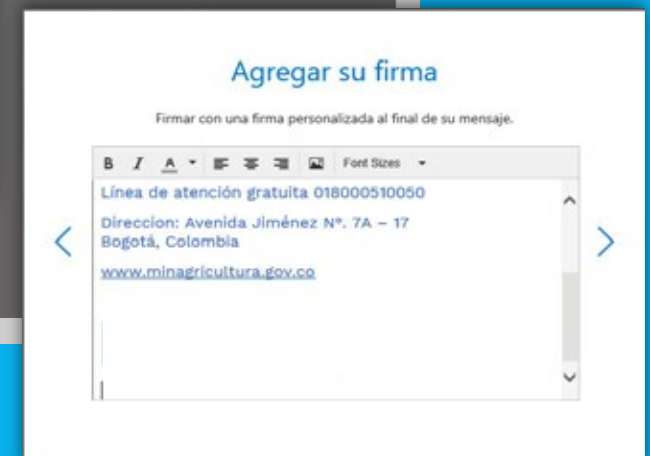 Agregar su firma
Firmar con una firma personalizada al final de su mensaje.
B I A Font Sizes
Línea de atención gratuita 018000510050
Direccion: Avenida Jiménez N°. 7A – 17
Bogotá, Colombia
www.minagricultura.gov.co